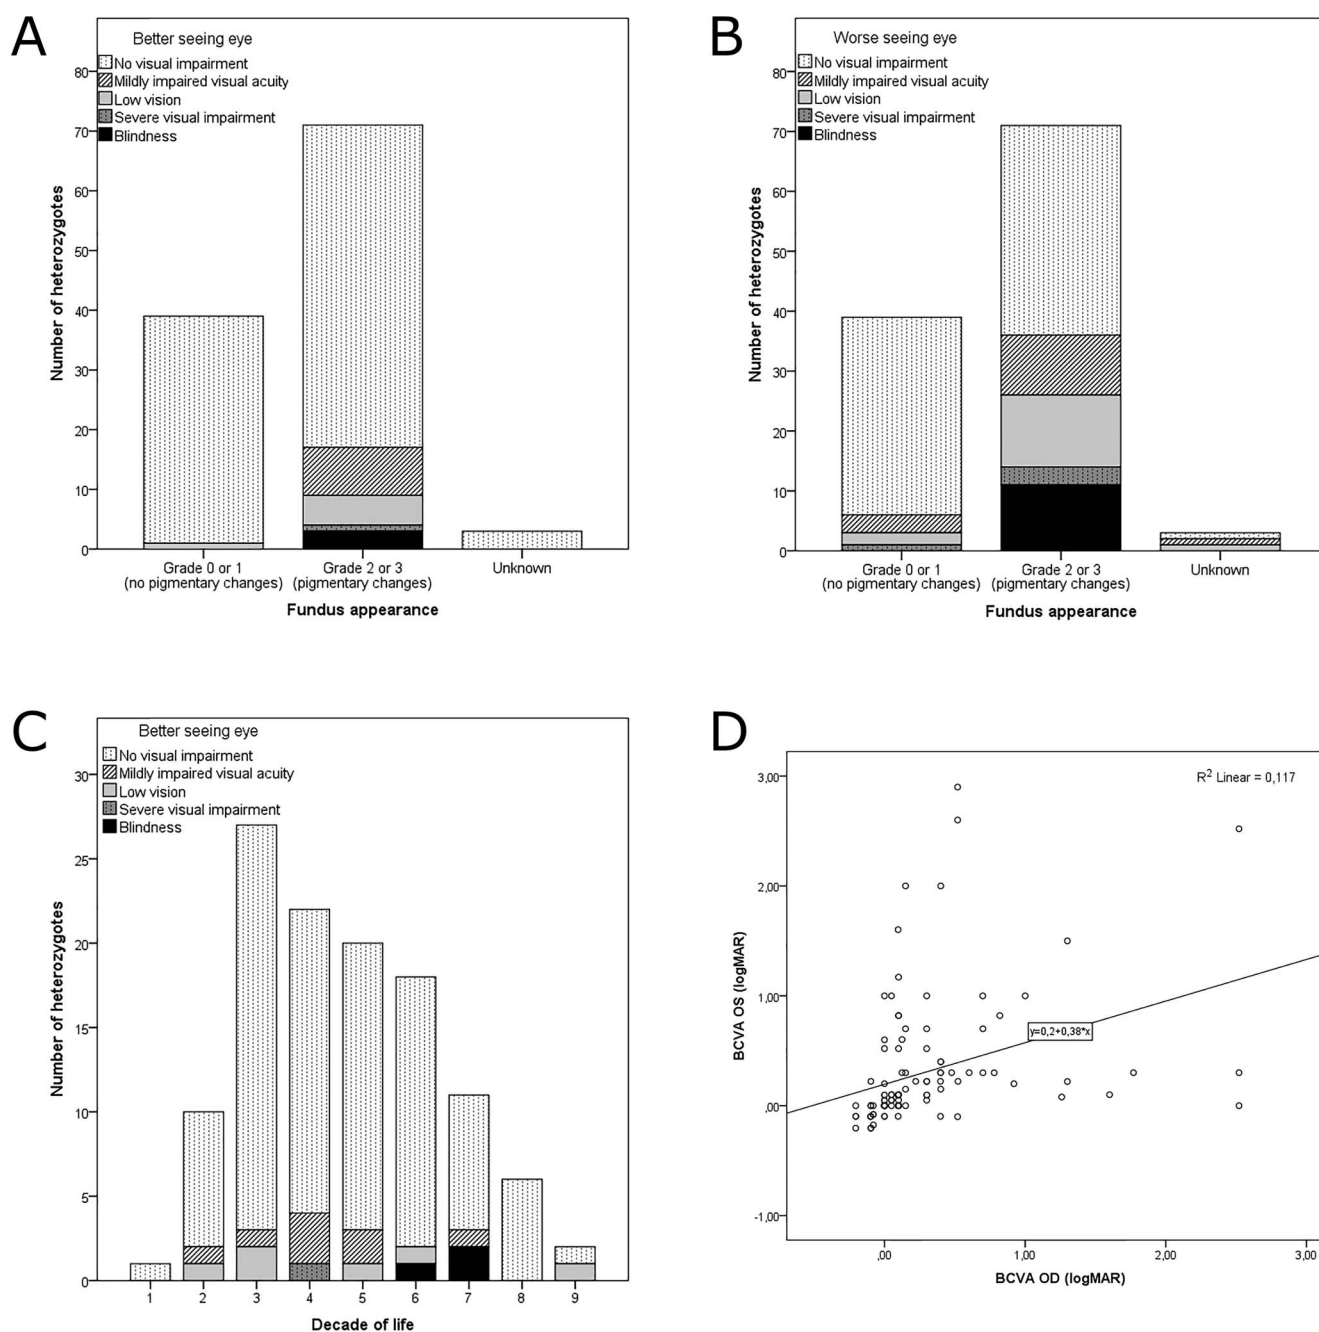 A
Better seeing eye
No visual impairment
Mildly impaired visual acuity
Low vision
Severe visual impairment
Blindness
80
70
60
50
40
30
20
10
0
Number of heterozygotes
Grade 0 or 1
(no pigmentary changes)
Grade 2 or 3
(pigmentary changes)
Unknown
Fundus appearance
B
Worse seeing eye
No visual impairment
Mildly impaired visual acuity
Low vision
Severe visual impairment
Blindness
80
70
60
50
40
30
20
10
0
Number of heterozygotes
Grade 0 or 1
(no pigmentary changes)
Grade 2 or 3
(pigmentary changes)
Unknown
Fundus appearance
C
Better seeing eye
No visual impairment
Mildly impaired visual acuity
Low vision
Severe visual impairment
Blindness
30
25
20
15
10
5
0
Number of heterozygotes
1 2 3 4 5 6 7 8 9
Decade of life
D
R² Linear = 0,117
3,00
2,00
1,00
,00
-1,00
BCVA OS (logMAR)
y=0,2+0,38*x
,00 1,00 2,00 3,00
BCVA OD (logMAR)